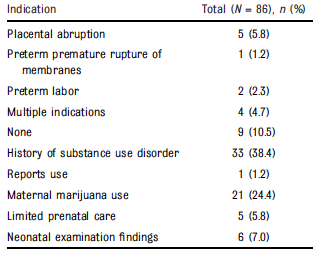 Indication Total (N = 86), n (%)
Placental abruption 5 (5.8)
Preterm premature rupture of 1 (1.2)
membranes
Preterm labor 2 (2.3)
Multiple indications 4 (4.7)
None 9 (10.5)
History of substance use disorder 33 (38.4)
Reports use 1 (1.2)
Maternal marijuana use 21 (24.4)
Limited prenatal care 5 (5.8)
Neonatal examination findings 6 (7.0)